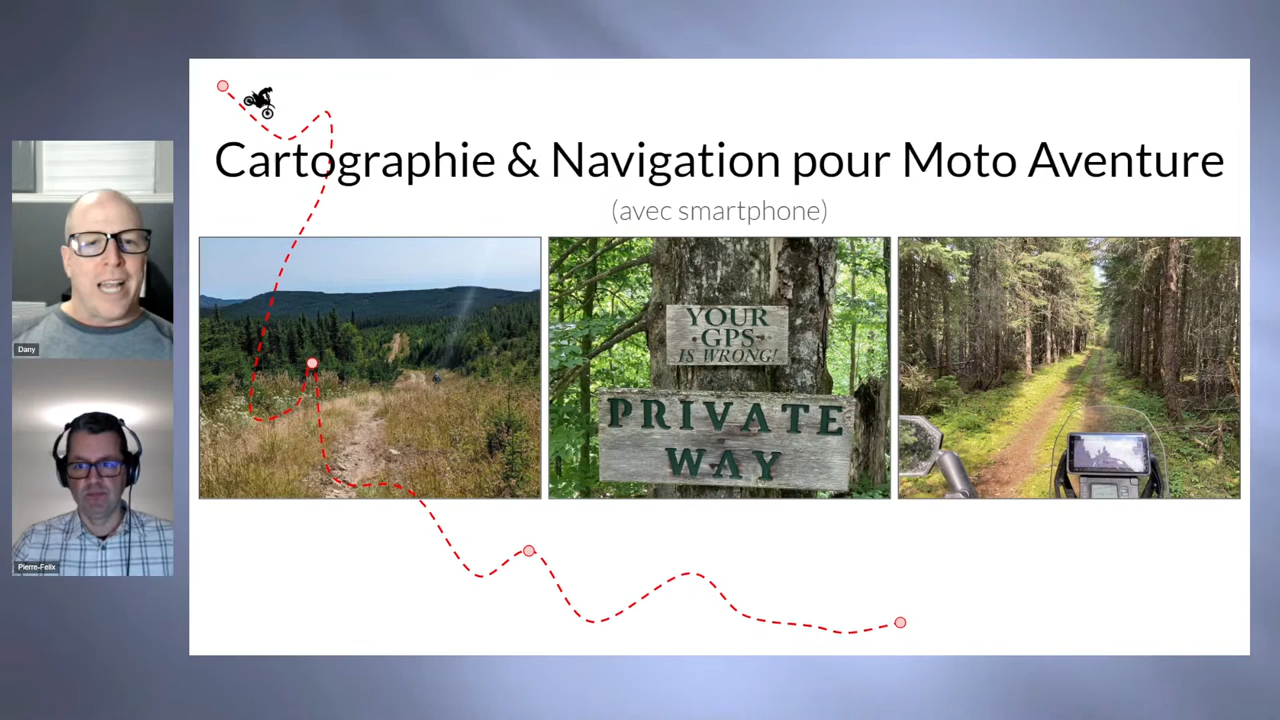 Cartographie & Navigation pour Moto Aventure
(avec smartphone)
YOUR
GPS
IS WRONG!
PRIVATE
WAY
Dany
Pierre-Felix